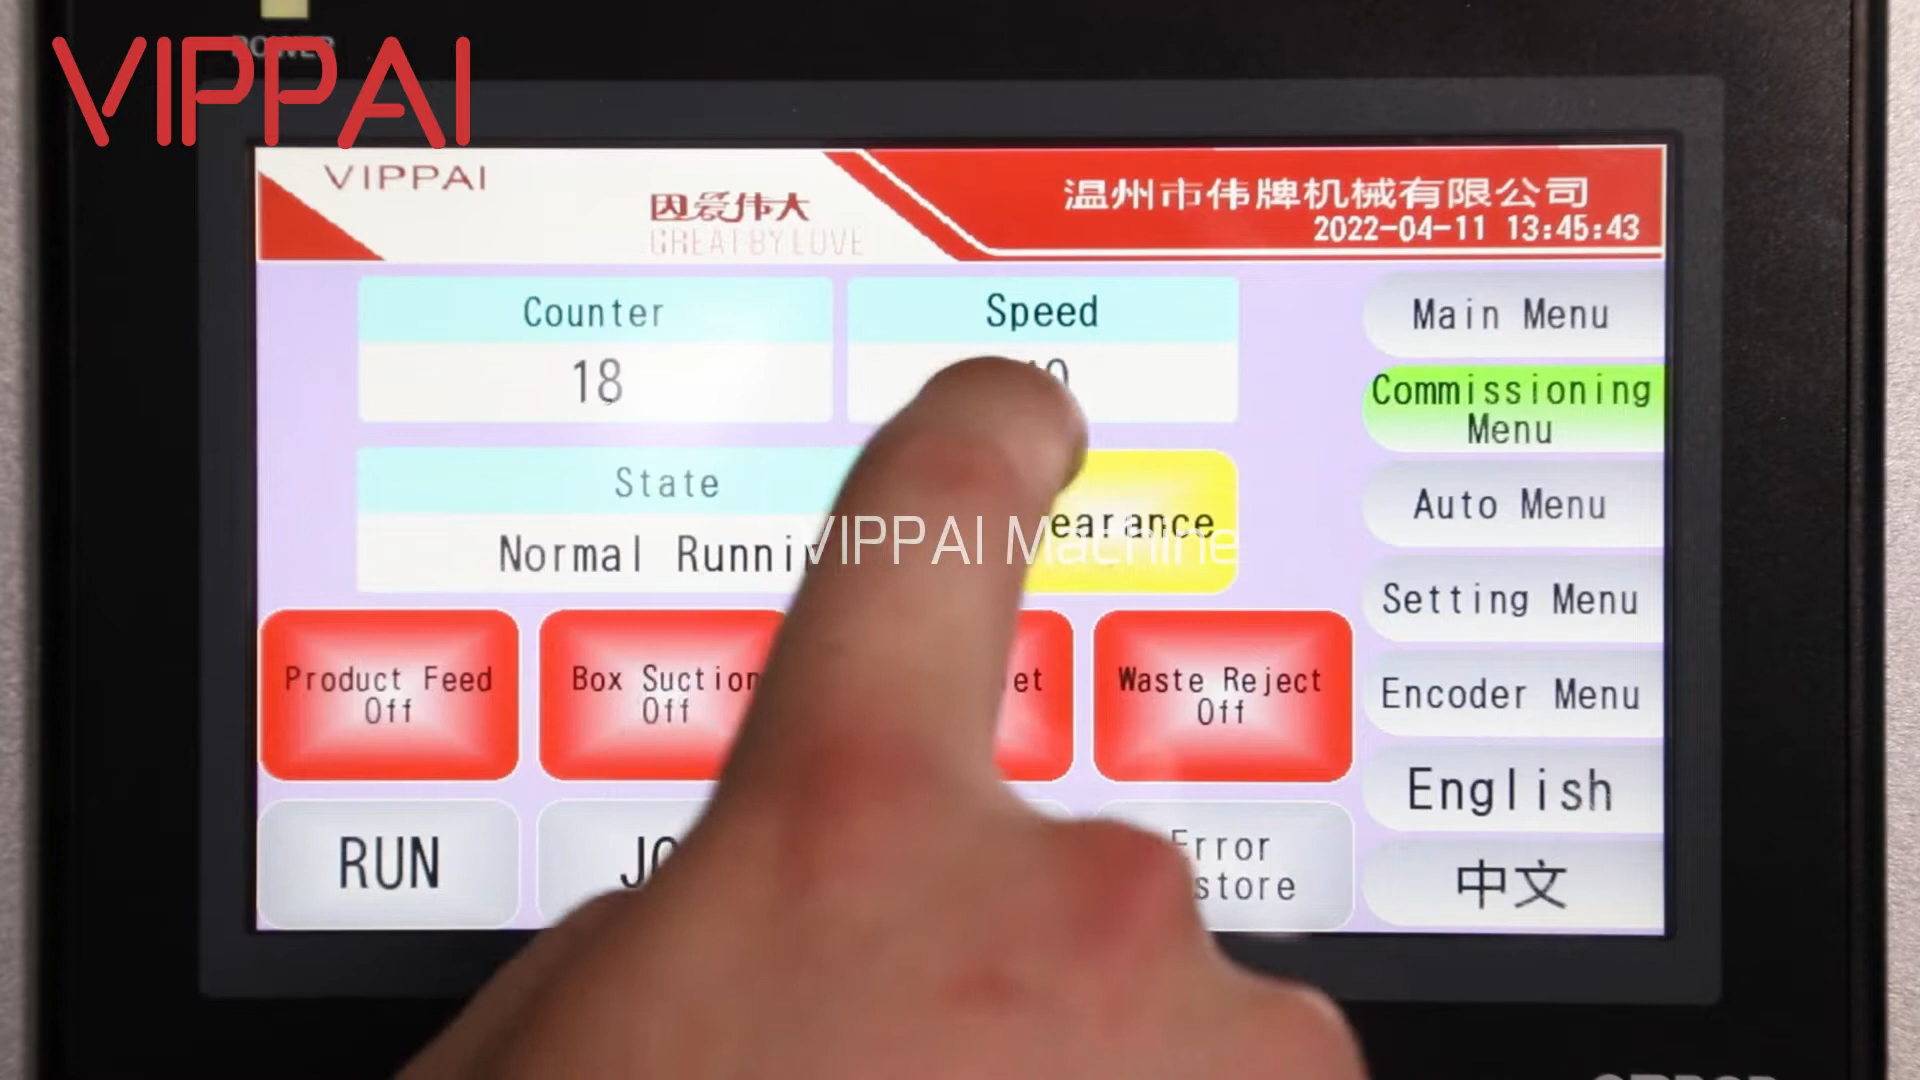 POWER
VIPPAI
VIPPAI
因爱伟大
GREAT BY LOVE
温州市伟牌机械有限公司
2022-04-11 13:45:43
Counter
Speed
18
State
Normal
VIPPAI Machine
Product Feed
Off
Box Suction
Off
Waste Reject
Off
RUN
Error
Main Menu
Commissioning
Menu
Auto Menu
Setting Menu
Encoder Menu
English
中文